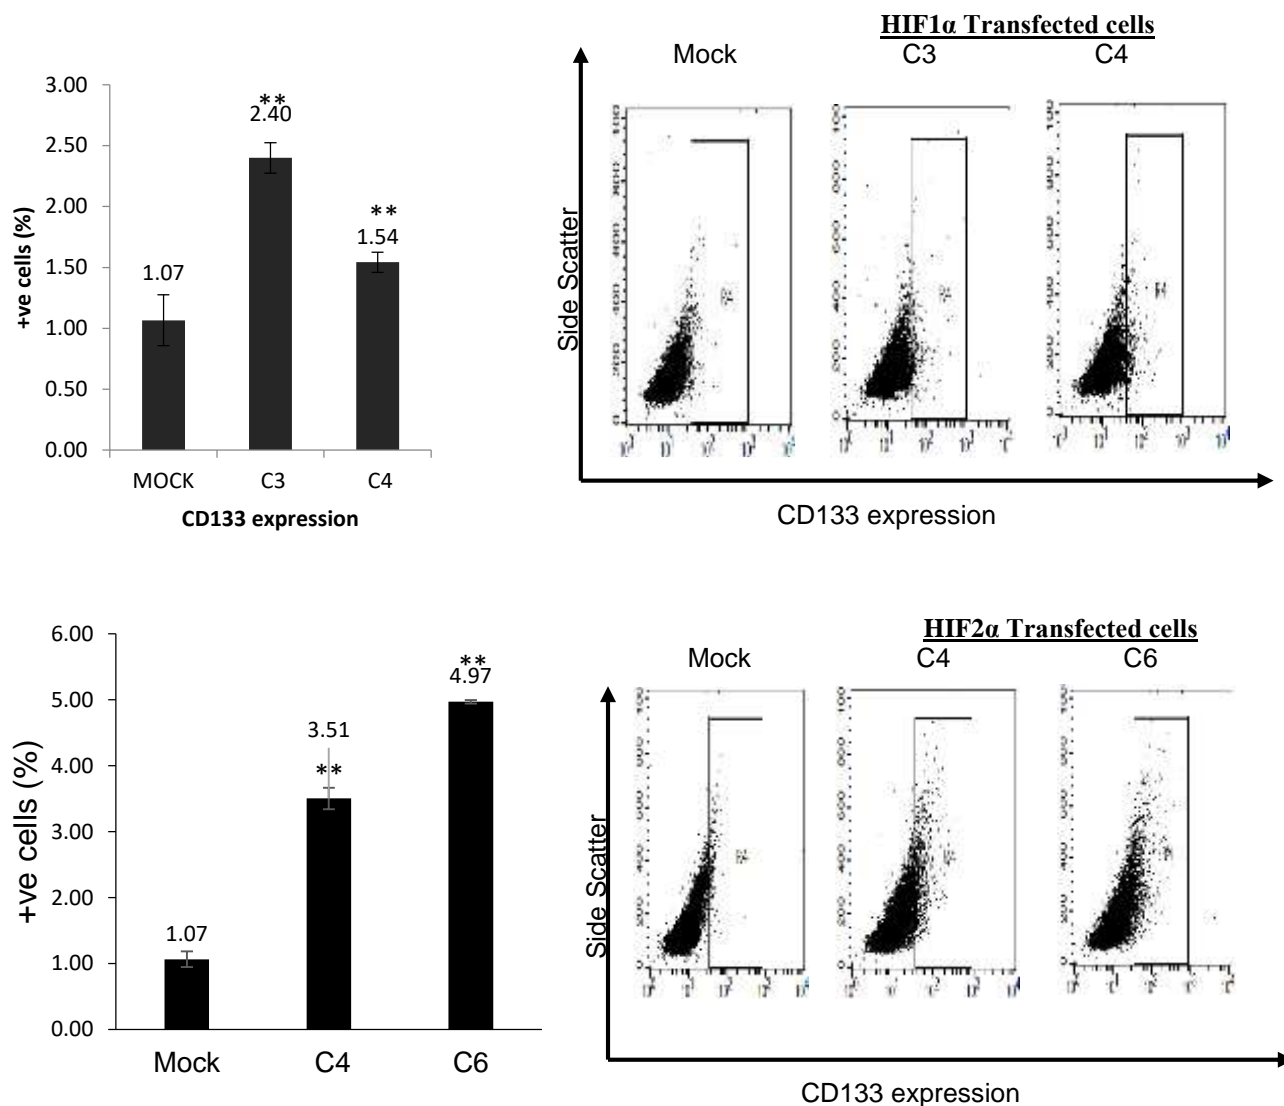 HIF1α Transfected cells
Mock C3 C4
3.00
2.50
2.00
1.50
1.00
0.50
0.00
+ve cells (%)
**
2.40
**
1.54
1.07
MOCK C3 C4
CD133 expression
Side Scatter
CD133 expression
HIF2α Transfected cells
Mock C4 C6
6.00
5.00
4.00
3.00
2.00
1.00
0.00
+ve cells (%)
**
4.97
3.51
**
1.07
Mock C4 C6
Side Scatter
CD133 expression